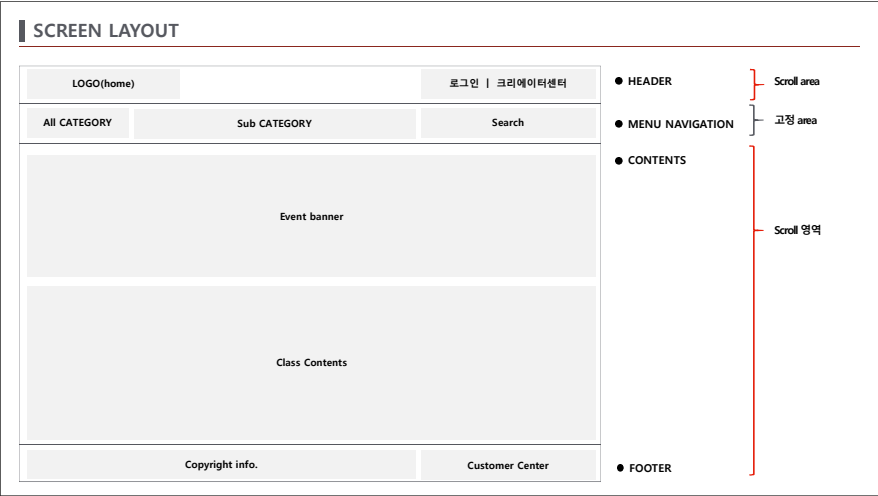 SCREEN LAYOUT
LOGO(home)
로그인 | 크리에이터센터
● HEADER
Scroll area
All CATEGORY
Sub CATEGORY
Search
● MENU NAVIGATION
고정 area
● CONTENTS
Event banner
Scroll 영역
Class Contents
Copyright info.
Customer Center
● FOOTER